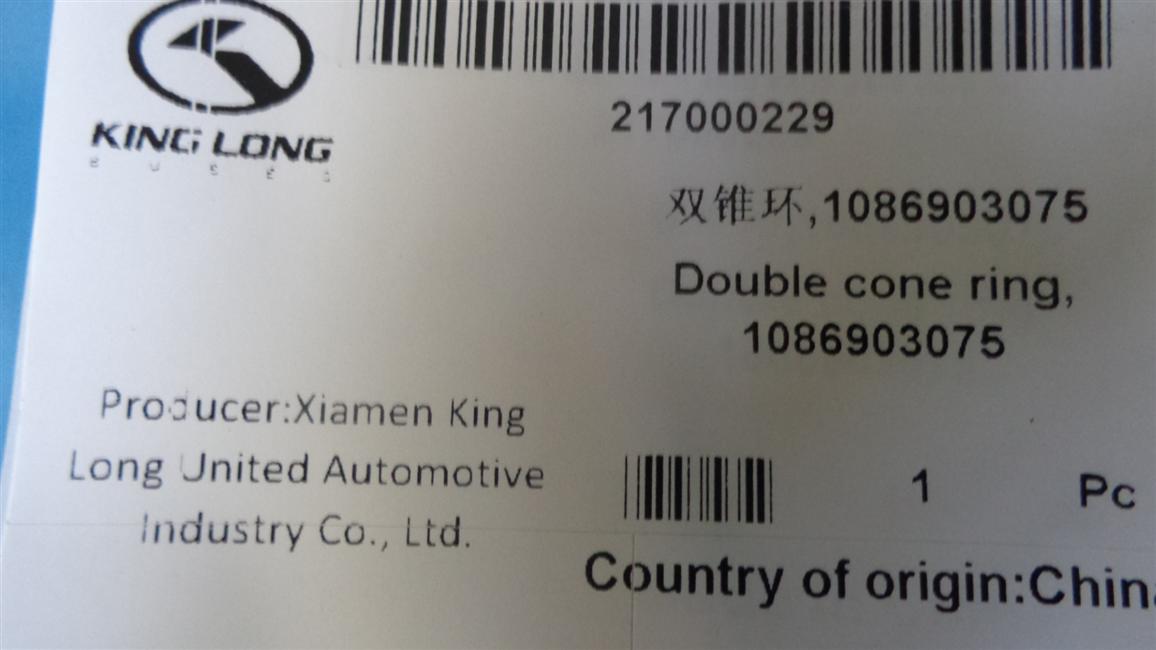 KING LONG
BUSES
217000229
双锥环,1086903075
Double cone ring,
1086903075
Producer:Xiamen King
Long United Automotive
Industry Co., Ltd.
1 Pc
Country of origin:China